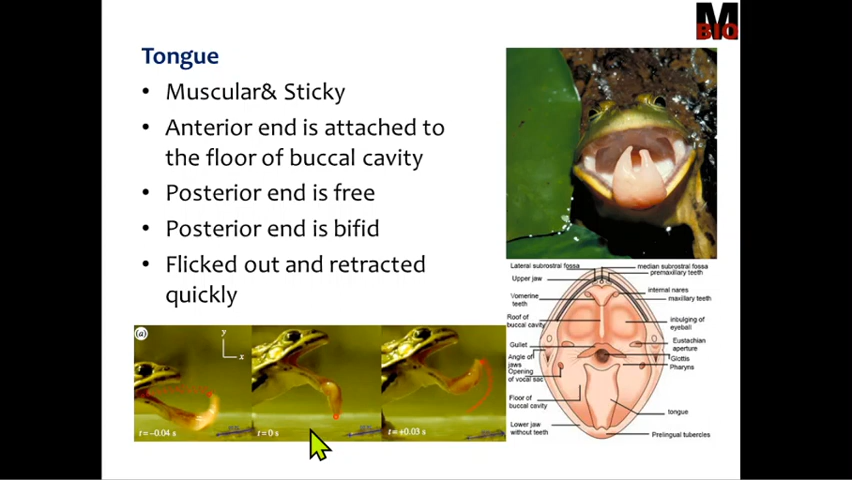 M
BIO
Tongue
• Muscular& Sticky
• Anterior end is attached to
the floor of buccal cavity
• Posterior end is free
• Posterior end is bifid
• Flicked out and retracted
quickly
(a)
y
x
t=−0.04 s
t=0 s
t=+0.03 s
Lateral subrostral fossa
Upper jaw
Vomerine
teeth
Roof of
buccal cavity
Gullet
Angle of
jaws
Opening
of vocal sac
Floor of
buccal cavity
Lower jaw
without teeth
median subrostral fossa
premaxillary teeth
internal nares
maxillary teeth
inbulging of
eyeball
Eustachian
aperture
Glottis
Pharynx
tongue
Prelingual tubercles